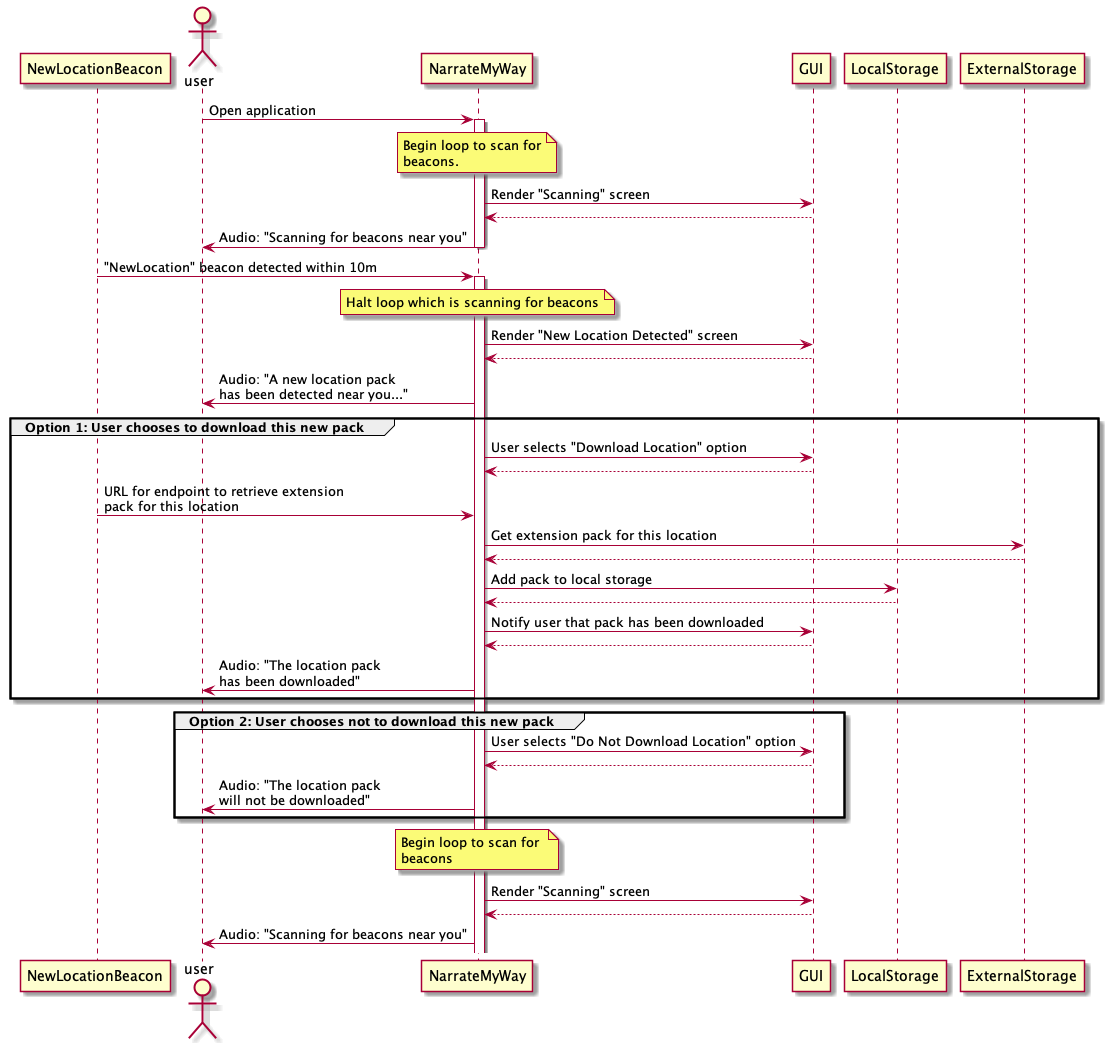 NewLocationBeacon
user
NarrateMyWay
GUI
LocalStorage
ExternalStorage
Open application
Begin loop to scan for
beacons.
Render "Scanning" screen
Audio: "Scanning for beacons near you"
"NewLocation" beacon detected within 10m
Halt loop which is scanning for beacons
Render "New Location Detected" screen
Audio: "A new location pack
has been detected near you..."
Option 1: User chooses to download this new pack
User selects "Download Location" option
URL for endpoint to retrieve extension
pack for this location
Get extension pack for this location
Add pack to local storage
Notify user that pack has been downloaded
Audio: "The location pack
has been downloaded"
Option 2: User chooses not to download this new pack
User selects "Do Not Download Location" option
Audio: "The location pack
will not be downloaded"
Begin loop to scan for
beacons
Render "Scanning" screen
Audio: "Scanning for beacons near you"
NewLocationBeacon
user
NarrateMyWay
GUI
LocalStorage
ExternalStorage